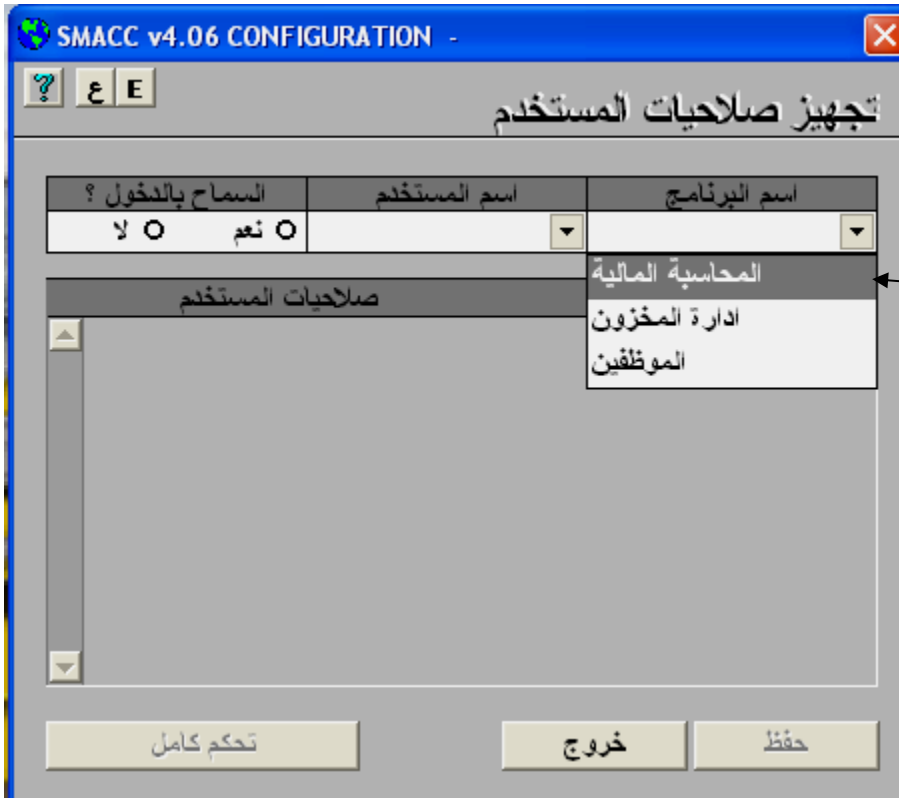 SMACC v4.06 CONFIGURATION -
? ع E
تجهيز صلاحيات المستخدم
اسم البرنامج اسم المستخدم السماح بالدخول ؟
نعم لا
المحاسبة المالية
ادارة المخزون
الموظفين
صلاحيات المستخدم
حفظ خروج تحكم كامل